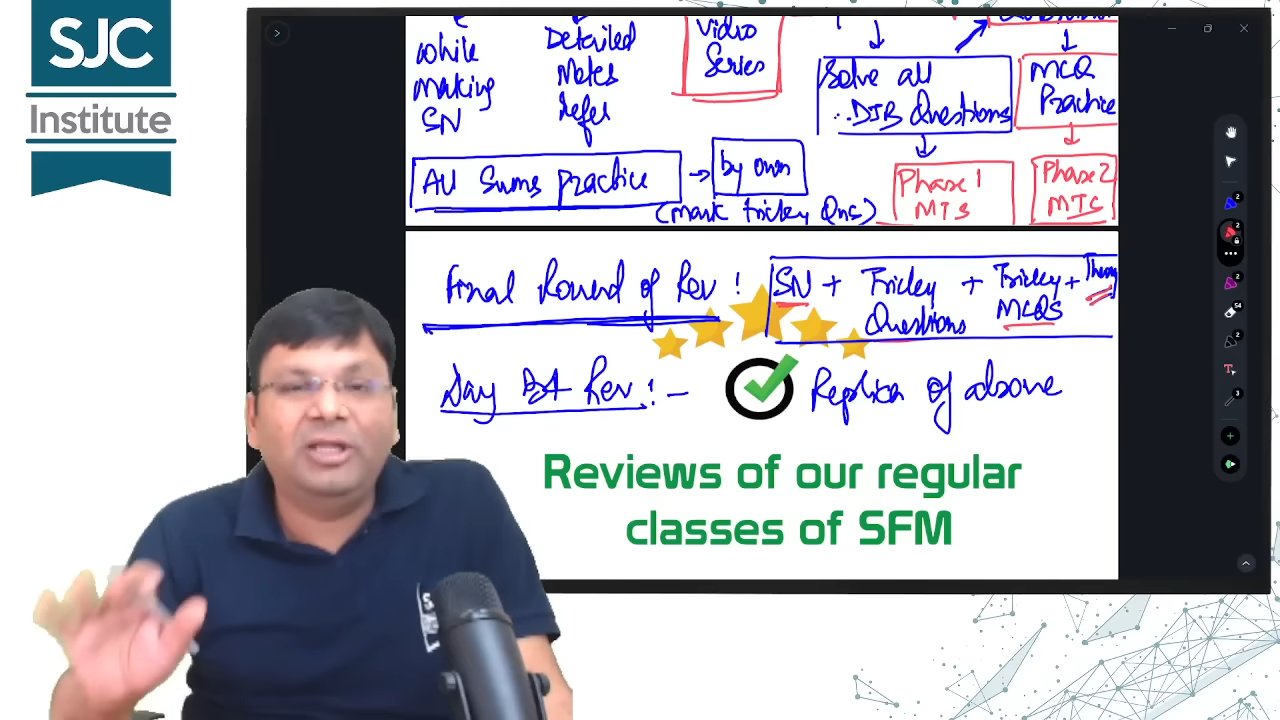 SJC
Institute
While
Making
SN
Detailed
Notes
Refer
Video
Series
Solve all
DTB Questions
MCQ
Practice
All Sums practice → by own
(Mark tricky Qns)
Phase 1
MTS
Phase 2
MTS
Final Round of Rev : SN + Tricky Questions + Tricky MCQs + Theory
Day B4 Rev :- Replica of above
Reviews of our regular
classes of SFM